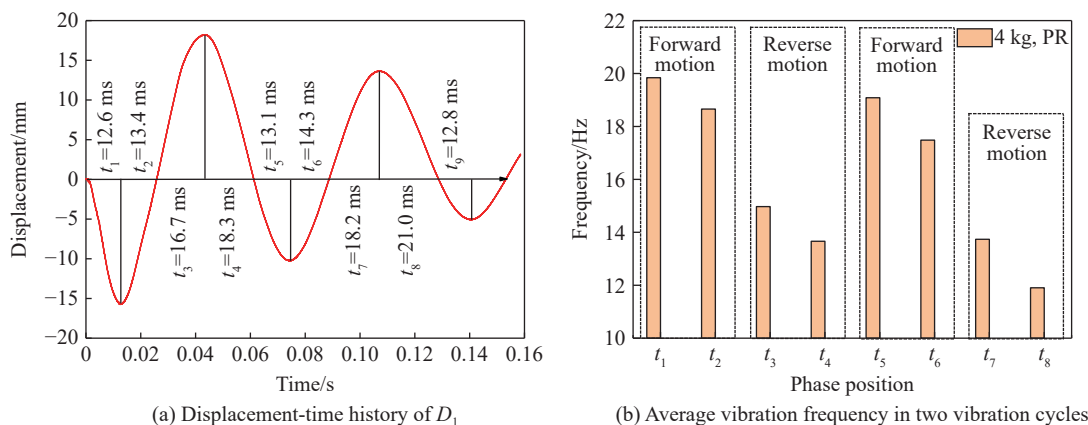 20
15
10
5
0
−5
−10
−15
−20
Displacement/mm
t₁=12.6 ms
t₂=13.4 ms
t₃=16.7 ms
t₄=18.3 ms
t₅=13.1 ms
t₆=14.3 ms
t₇=18.2 ms
t₈=21.0 ms
t₉=12.8 ms
0 0.02 0.04 0.06 0.08 0.10 0.12 0.14 0.16
Time/s
(a) Displacement-time history of D₁
22
20
18
16
14
12
10
Frequency/Hz
Forward
motion
Reverse
motion
Forward
motion
4 kg, PR
Reverse
motion
t₁ t₂ t₃ t₄ t₅ t₆ t₇ t₈
Phase position
(b) Average vibration frequency in two vibration cycles